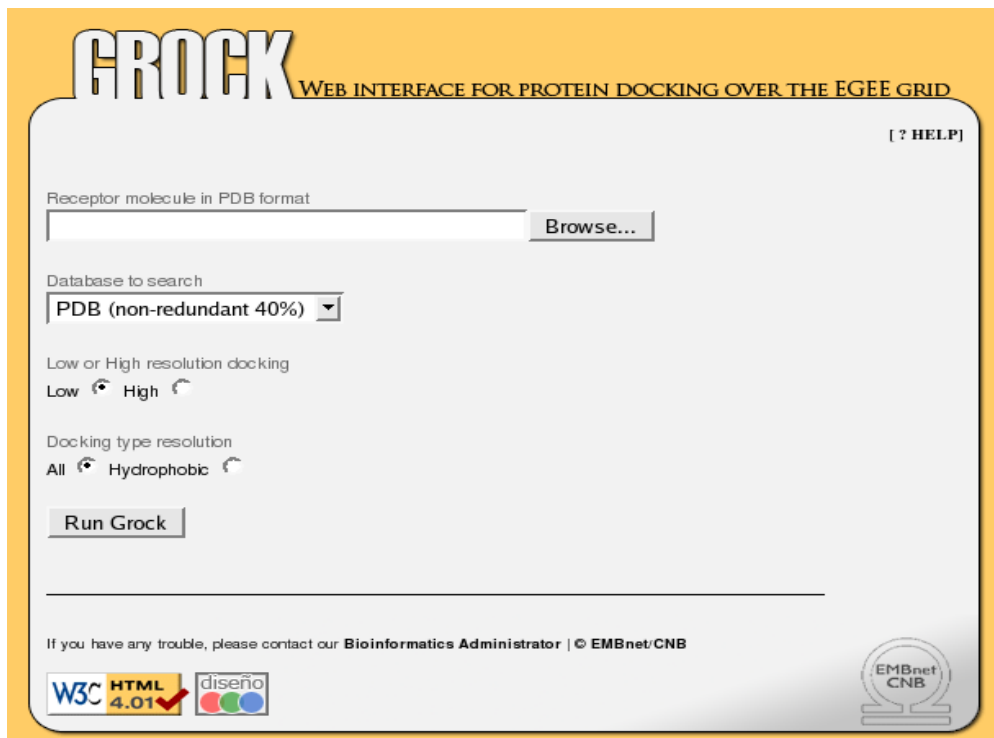 GROCK
WEB INTERFACE FOR PROTEIN DOCKING OVER THE EGEE GRID
[ ? HELP]
Receptor molecule in PDB format
Browse...
Database to search
PDB (non-redundant 40%)
Low or High resolution docking
Low High
Docking type resolution
All Hydrophobic
Run Grock
If you have any trouble, please contact our Bioinformatics Administrator | © EMBnet/CNB
W3C HTML 4.01
diseño
EMBnet
CNB